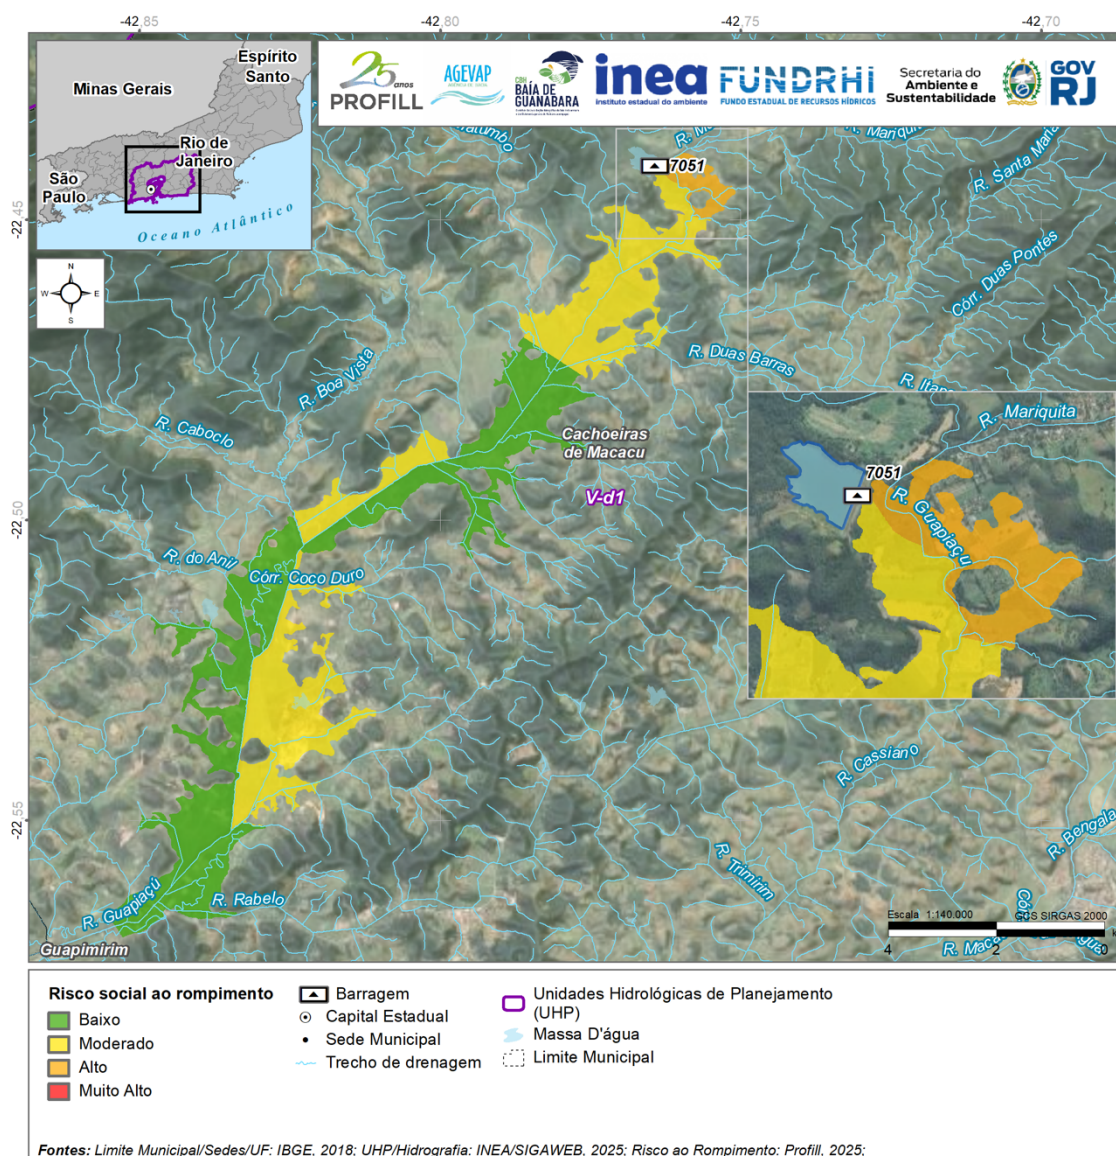 -42,85
-42,80
-42,75
-42,70
-22,45
-22,50
-22,55
Minas Gerais
Espírito
Santo
Rio de
Janeiro
São
Paulo
Oceano Atlântico
25
anos
PROFILL
AGEVAP
CBH
BAÍA DE
GUANABARA
inea
instituto estadual do ambiente
FUNDRHI
FUNDO ESTADUAL DE RECURSOS HÍDRICOS
Secretaria do
Ambiente e
Sustentabilidade
GOV
RJ
N
W E
S
R. Mariquita
R. Santa Maria
7051
Córr. Duas Pontes
R. Duas Barras
R. Boa Vista
R. Caboclo
Cachoeiras
de Macacu
V-d1
R. Mariquita
7051
R. Guapiaçu
R. do Anil
Córr. Coco Duro
R. Cassiano
R. Bengala
R. Trimirim
R. Guapiaçú
R. Rabelo
Guapimirim
Escala 1:140.000
GCS SIRGAS 2000
4 2 0
Risco social ao rompimento
Baixo
Moderado
Alto
Muito Alto
Barragem
Capital Estadual
Sede Municipal
Trecho de drenagem
Unidades Hidrológicas de Planejamento
(UHP)
Massa D'água
Limite Municipal
Fontes: Limite Municipal/Sedes/UF: IBGE, 2018; UHP/Hidrografia: INEA/SIGAWEB, 2025; Risco ao Rompimento: Profill, 2025;